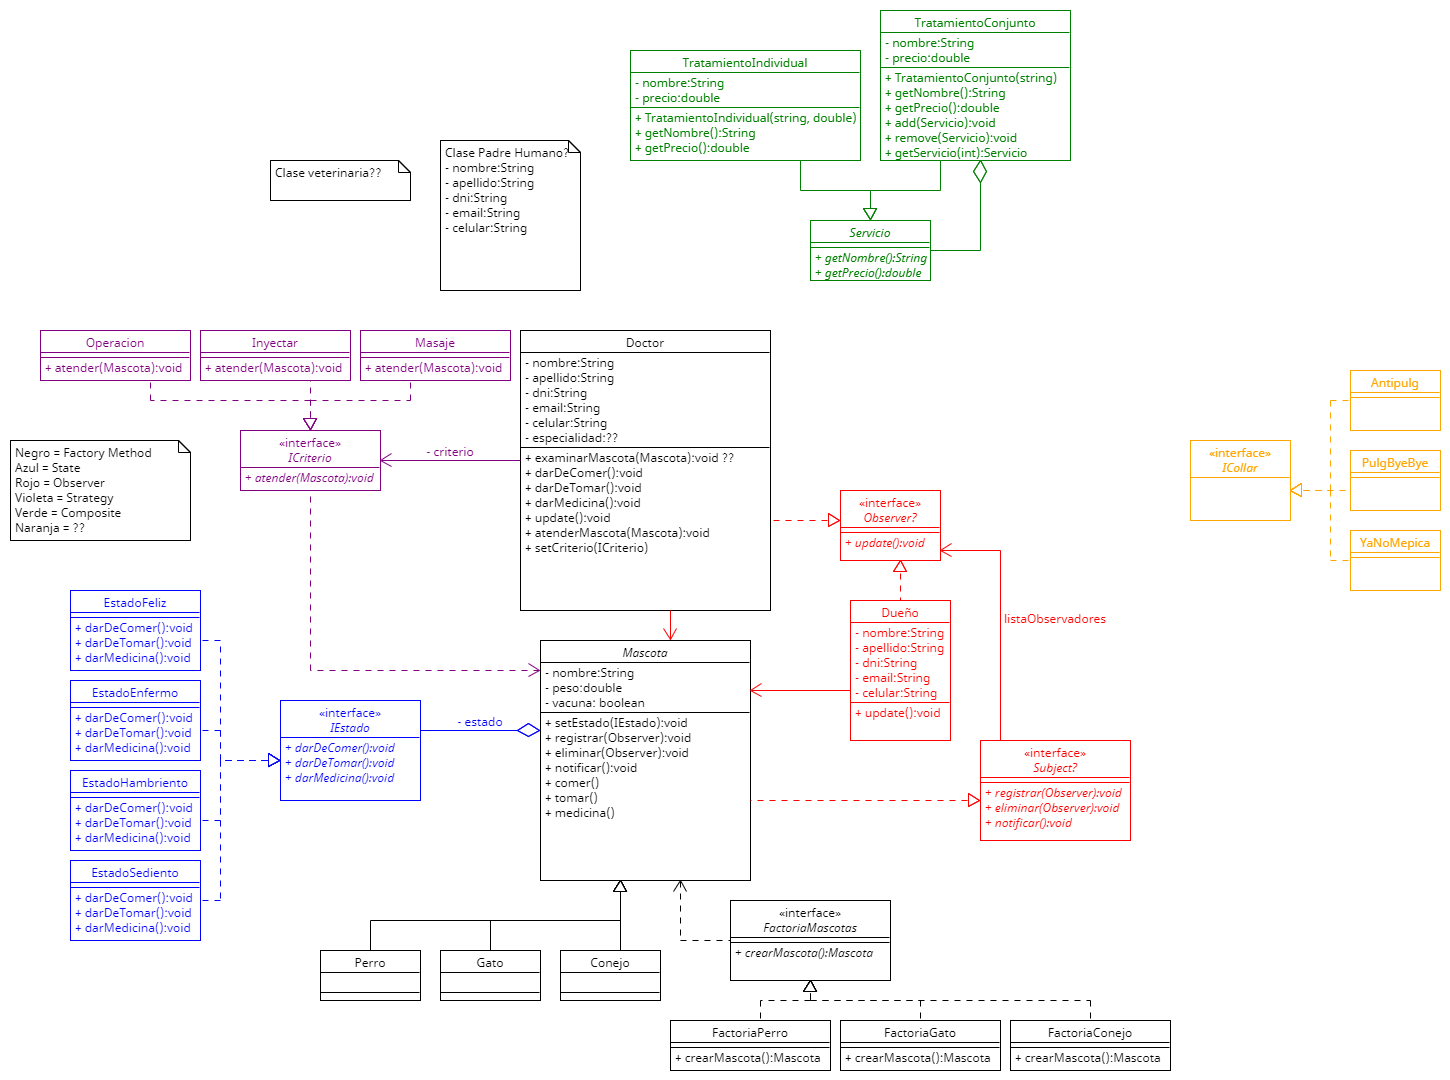 TratamientoConjunto
- nombre:String
- precio:double
+ TratamientoConjunto(string)
+ getNombre():String
+ getPrecio():double
+ add(Servicio):void
+ remove(Servicio):void
+ getServicio(int):Servicio
TratamientoIndividual
- nombre:String
- precio:double
+ TratamientoIndividual(string, double)
+ getNombre():String
+ getPrecio():double
Clase Padre Humano?
- nombre:String
- apellido:String
- dni:String
- email:String
- celular:String
Clase veterinaria??
Servicio
+ getNombre():String
+ getPrecio():double
Operacion
+ atender(Mascota):void
Inyectar
+ atender(Mascota):void
Masaje
+ atender(Mascota):void
Doctor
- nombre:String
- apellido:String
- dni:String
- email:String
- celular:String
- especialidad:??
+ examinarMascota(Mascota):void ??
+ darDeComer():void
+ darDeTomar():void
+ darMedicina():void
+ update():void
+ atenderMascota(Mascota):void
+ setCriterio(ICriterio)
«interface»
ICriterio
+ atender(Mascota):void
- criterio
Negro = Factory Method
Azul = State
Rojo = Observer
Violeta = Strategy
Verde = Composite
Naranja = ??
Antipulg
«interface»
ICollar
PulgByeBye
YaNoMepica
«interface»
Observer?
+ update():void
EstadoFeliz
+ darDeComer():void
+ darDeTomar():void
+ darMedicina():void
Dueño
- nombre:String
- apellido:String
- dni:String
- email:String
- celular:String
+ update():void
listaObservadores
Mascota
- nombre:String
- peso:double
- vacuna: boolean
+ setEstado(IEstado):void
+ registrar(Observer):void
+ eliminar(Observer):void
+ notificar():void
+ comer()
+ tomar()
+ medicina()
EstadoEnfermo
+ darDeComer():void
+ darDeTomar():void
+ darMedicina():void
«interface»
IEstado
+ darDeComer():void
+ darDeTomar():void
+ darMedicina():void
- estado
«interface»
Subject?
+ registrar(Observer):void
+ eliminar(Observer):void
+ notificar():void
EstadoHambriento
+ darDeComer():void
+ darDeTomar():void
+ darMedicina():void
EstadoSediento
+ darDeComer():void
+ darDeTomar():void
+ darMedicina():void
«interface»
FactoriaMascotas
+ crearMascota():Mascota
Perro
Gato
Conejo
FactoriaPerro
+ crearMascota():Mascota
FactoriaGato
+ crearMascota():Mascota
FactoriaConejo
+ crearMascota():Mascota